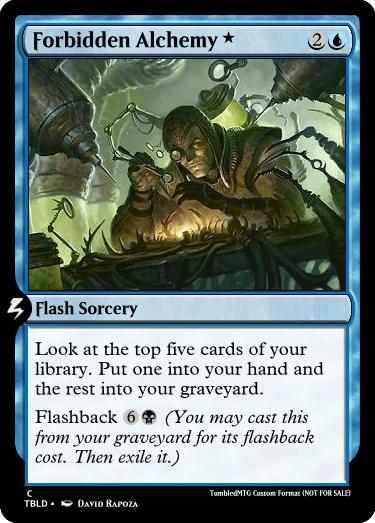 Forbidden Alchemy ★ 2
Flash Sorcery
Look at the top five cards of your
library. Put one into your hand and
the rest into your graveyard.
Flashback 6 (You may cast this
from your graveyard for its flashback
cost. Then exile it.)
C
TBLD • David Rapoza
TumbledMTG Custom Format (NOT FOR SALE)